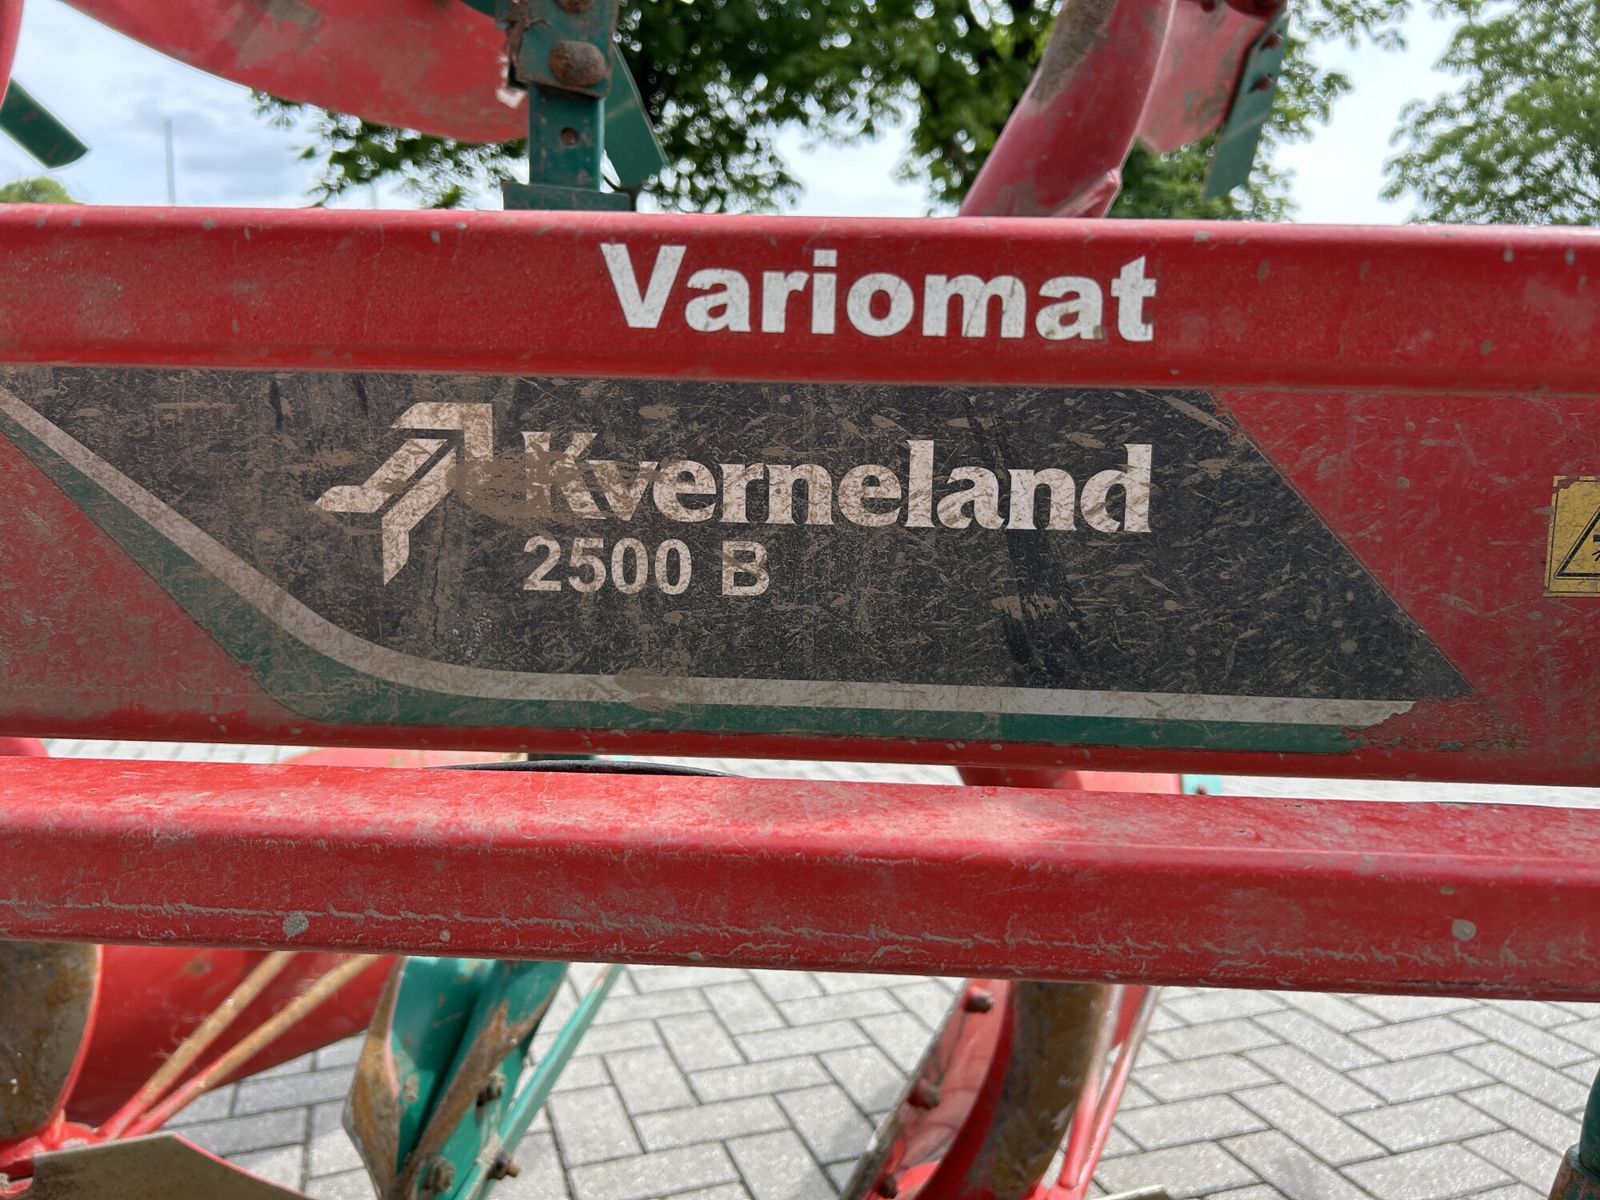 Variomat
Kverneland
2500 B